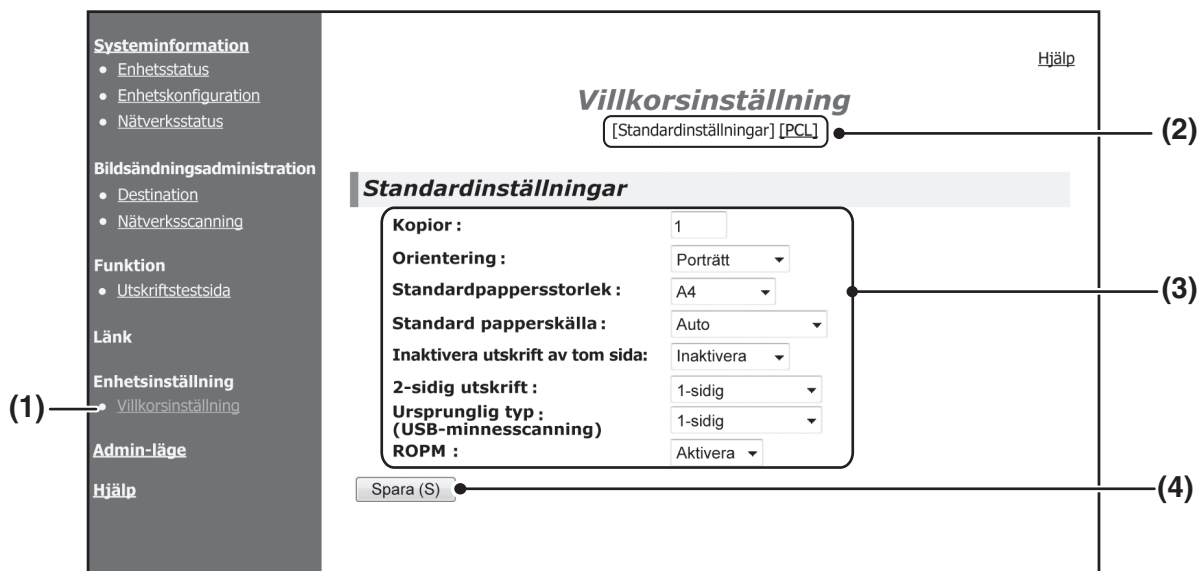 Systeminformation
• Enhetsstatus
• Enhetskonfiguration
• Nätverksstatus
Bildsändningsadministration
• Destination
• Nätverksscanning
Funktion
• Utskriftstestsida
Länk
Enhetsinställning
(1)
• Villkorsinställning
Admin-läge
Hjälp
Hjälp
Villkorsinställning
[Standardinställningar] [PCL]
(2)
Standardinställningar
Kopior : 1
Orientering : Porträtt
Standardpappersstorlek : A4
(3)
Standard papperskälla : Auto
Inaktivera utskrift av tom sida: Inaktivera
2-sidig utskrift : 1-sidig
Ursprunglig typ :
(USB-minnesscanning) 1-sidig
ROPM : Aktivera
Spara (S)
(4)